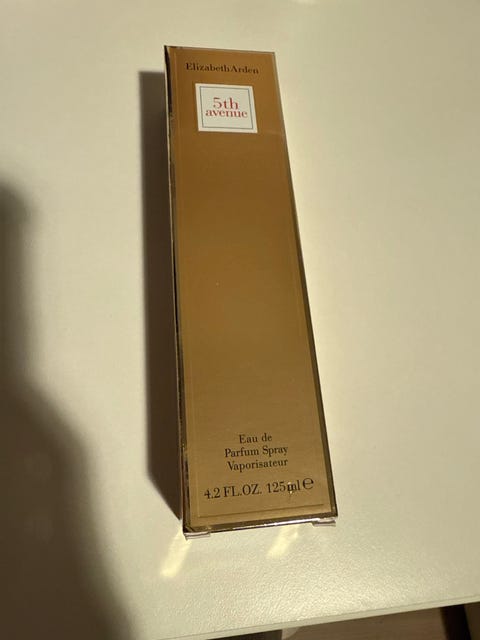 ElizabethArden
5th
avenue
Eau de
Parfum Spray
Vaporisateur
4.2 FL.OZ. 125ml ℮